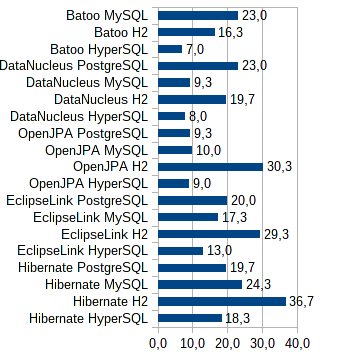 Batoo MySQL 23,0
Batoo H2 16,3
Batoo HyperSQL 7,0
DataNucleus PostgreSQL 23,0
DataNucleus MySQL 9,3
DataNucleus H2 19,7
DataNucleus HyperSQL 8,0
OpenJPA PostgreSQL 9,3
OpenJPA MySQL 10,0
OpenJPA H2 30,3
OpenJPA HyperSQL 9,0
EclipseLink PostgreSQL 20,0
EclipseLink MySQL 17,3
EclipseLink H2 29,3
EclipseLink HyperSQL 13,0
Hibernate PostgreSQL 19,7
Hibernate MySQL 24,3
Hibernate H2 36,7
Hibernate HyperSQL 18,3
0,0 10,0 20,0 30,0 40,0